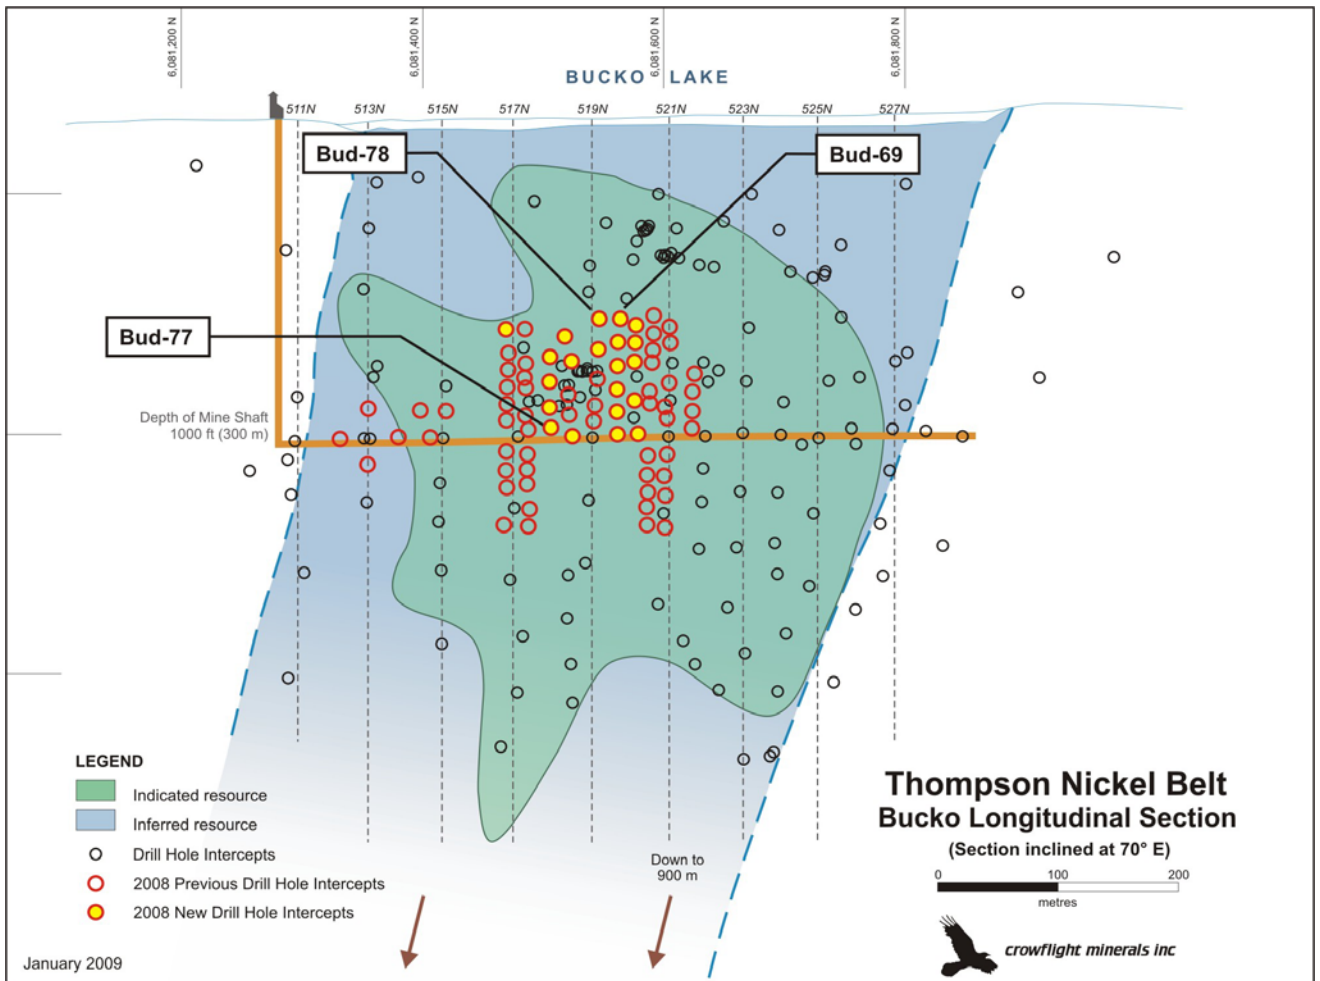 6,081,200 N
6,081,400 N
6,081,600 N
6,081,800 N
BUCKO LAKE
511N 513N 515N 517N 519N 521N 523N 525N 527N
Bud-78
Bud-69
Bud-77
Depth of Mine Shaft
1000 ft (300 m)
LEGEND
Indicated resource
Inferred resource
Drill Hole Intercepts
2008 Previous Drill Hole Intercepts
2008 New Drill Hole Intercepts
January 2009
Down to
900 m
Thompson Nickel Belt
Bucko Longitudinal Section
(Section inclined at 70° E)
0 100 200
metres
crowflight minerals inc